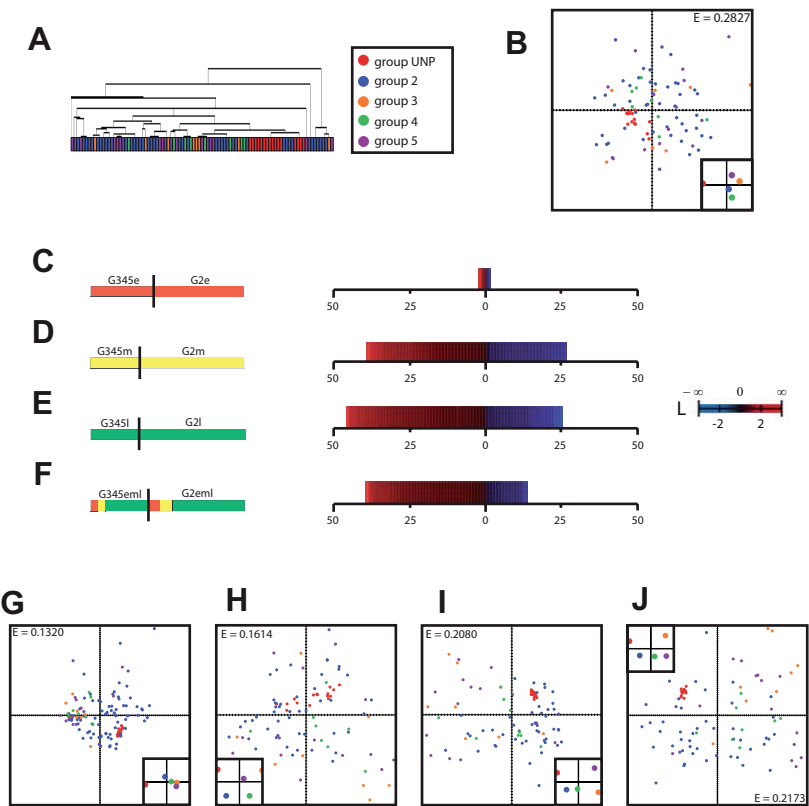 A
group UNP
group 2
group 3
group 4
group 5
B
E = 0.2827
C
G345e G2e
50 25 0 25 50
D
G345m G2m
50 25 0 25 50
E
G345l G2l
50 25 0 25 50
F
G345eml G2eml
50 25 0 25 50
− ∞ 0 ∞
L
-2 2
G
E = 0.1320
H
E = 0.1614
I
E = 0.2080
J
E = 0.2173